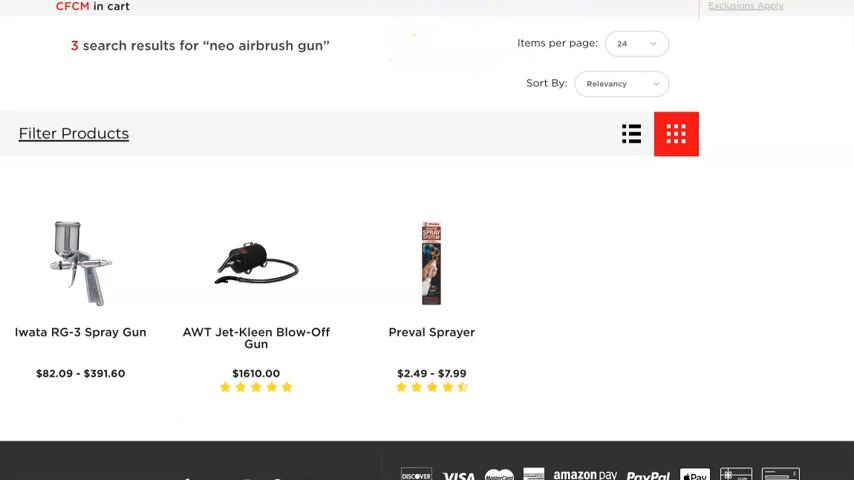 CFCM in cart
Exclusions Apply
3 search results for “neo airbrush gun”
Items per page: 24
Sort By: Relevancy
Filter Products
Iwata RG-3 Spray Gun
AWT Jet-Kleen Blow-Off
Gun
Preval Sprayer
$82.09 - $391.60
$1610.00
$2.49 - $7.99
DISCOVER
VISA
MasterCard
amazon pay
PayPal
Pay